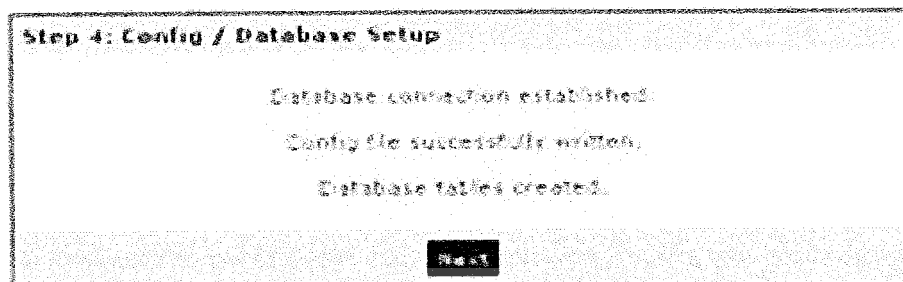 Step 4: Config / Database Setup
Database connection established.
Config file successfully written.
Database tables created.
Next